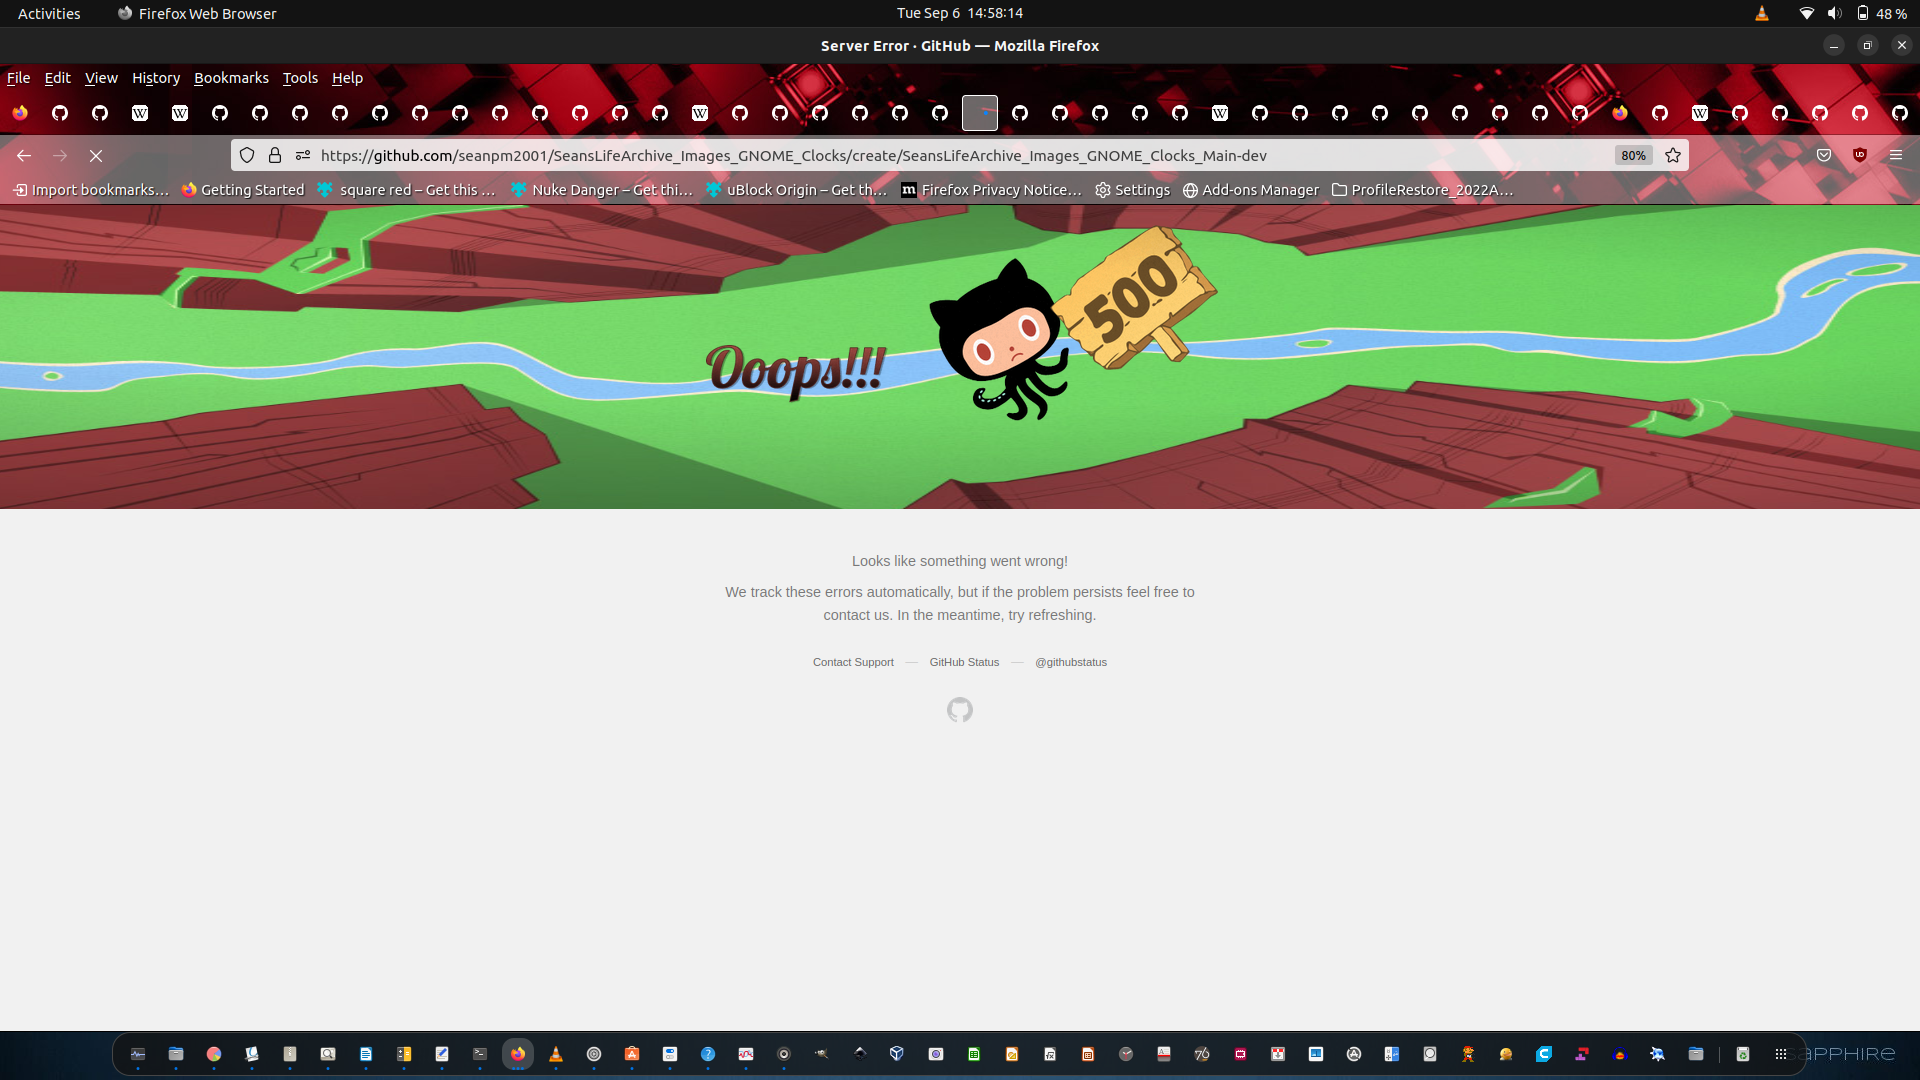 Activities Firefox Web Browser Tue Sep 6 14:58:14 48 %
Server Error · GitHub — Mozilla Firefox
File Edit View History Bookmarks Tools Help
https://github.com/seanpm2001/SeansLifeArchive_Images_GNOME_Clocks/create/SeansLifeArchive_Images_GNOME_Clocks_Main-dev 80%
Import bookmarks… Getting Started square red – Get this … Nuke Danger – Get thi… uBlock Origin – Get th… Firefox Privacy Notice… Settings Add-ons Manager ProfileRestore_2022A…
500
Ooops!!!
Looks like something went wrong!
We track these errors automatically, but if the problem persists feel free to
contact us. In the meantime, try refreshing.
Contact Support — GitHub Status — @githubstatus
SAPPHIRE